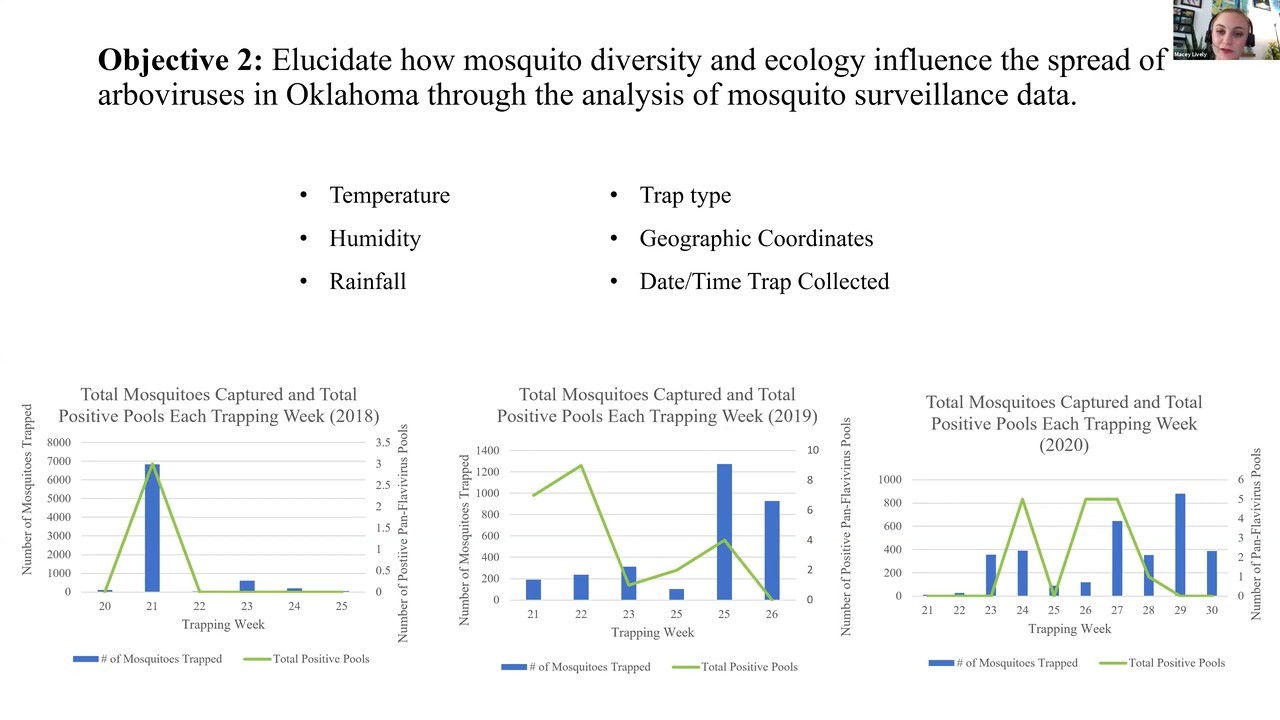 Objective 2: Elucidate how mosquito diversity and ecology influence the spread of
arboviruses in Oklahoma through the analysis of mosquito surveillance data.
Macey Lively
• Temperature
• Humidity
• Rainfall
• Trap type
• Geographic Coordinates
• Date/Time Trap Collected
Total Mosquitoes Captured and Total
Positive Pools Each Trapping Week (2018)
Number of Mosquitoes Trapped
8000
7000
6000
5000
4000
3000
2000
1000
0
3.5
3
2.5
2
1.5
1
0.5
0
Number of Postiive Pan-Flavivirus Pools
20 21 22 23 24 25
Trapping Week
# of Mosquitoes Trapped Total Positive Pools
Total Mosquitoes Captured and Total
Positive Pools Each Trapping Week (2019)
Number of Mosquitoes Trapped
1400
1200
1000
800
600
400
200
0
10
8
6
4
2
0
Number of Positive Pan-Flavivirus Pools
21 22 23 25 25 26
Trapping Week
# of Mosquitoes Trapped Total Positive Pools
Total Mosquitoes Captured and Total
Positive Pools Each Trapping Week
(2020)
1000
800
600
400
200
0
6
5
4
3
2
1
0
Number of Pan-Flavivirus Pools
21 22 23 24 25 26 27 28 29 30
Trapping Week
# of Mosquitoes Trapped Total Positive Pools